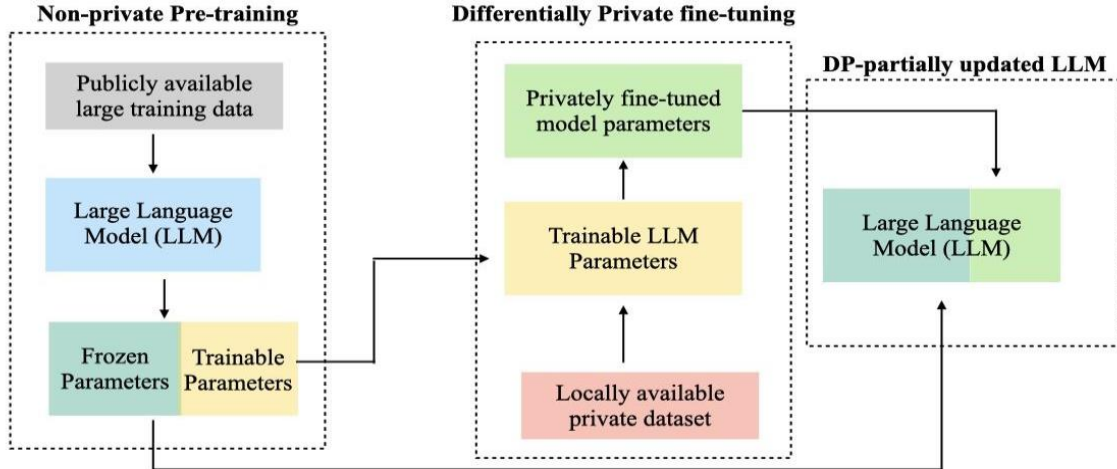 Non-private Pre-training
Publicly available
large training data
Large Language
Model (LLM)
Frozen
Parameters
Trainable
Parameters
Differentially Private fine-tuning
Privately fine-tuned
model parameters
Trainable LLM
Parameters
Locally available
private dataset
DP-partially updated LLM
Large Language
Model (LLM)